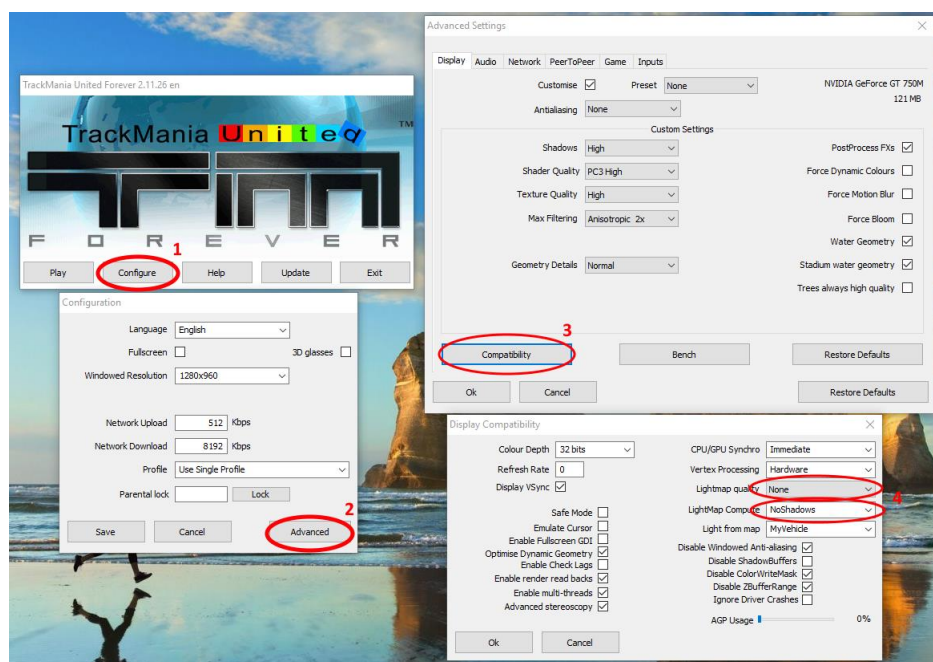 TrackMania United Forever 2.11.26 en
TrackMania United TM
FOREVER
1
Play Configure Help Update Exit
Configuration
Language English
Fullscreen 3D glasses
Windowed Resolution 1280x960
Network Upload 512 Kbps
Network Download 8192 Kbps
Profile Use Single Profile
Parental lock Lock
2
Save Cancel Advanced
Advanced Settings
Display Audio Network PeerToPeer Game Inputs
Customise Preset None NVIDIA GeForce GT 750M
121 MB
Antialiasing None
Custom Settings
Shadows High PostProcess FXs
Shader Quality PC3 High Force Dynamic Colours
Texture Quality High Force Motion Blur
Max Filtering Anisotropic 2x Force Bloom
Water Geometry
Geometry Details Normal Stadium water geometry
Trees always high quality
3
Compatibility Bench Restore Defaults
Ok Cancel Restore Defaults
Display Compatibility
Colour Depth 32 bits CPU/GPU Synchro Immediate
Refresh Rate 0 Vertex Processing Hardware
Display VSync Lightmap quality None
4
LightMap Compute NoShadows
Safe Mode
Emulate Cursor Light from map MyVehicle
Enable Fullscreen GDI Disable Windowed Anti-aliasing
Optimise Dynamic Geometry Disable ShadowBuffers
Enable Check Lags Disable ColorWriteMask
Enable render read backs Disable ZBufferRange
Enable multi-threads Ignore Driver Crashes
Advanced stereoscopy
AGP Usage 0%
Ok Cancel